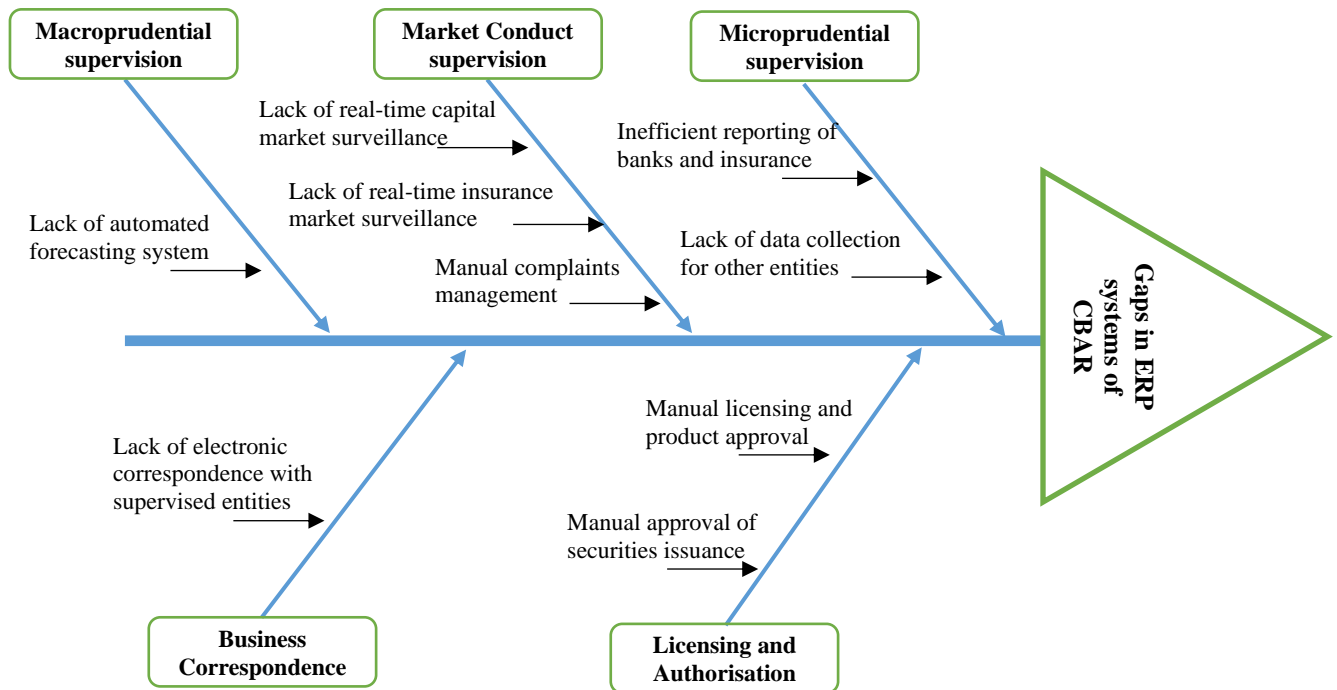 Macroprudential
supervision
Market Conduct
supervision
Microprudential
supervision
Lack of real-time capital
market surveillance
Inefficient reporting of
banks and insurance
Lack of real-time insurance
market surveillance
Lack of automated
forecasting system
Lack of data collection
for other entities
Manual complaints
management
Gaps in ERP
systems of
CBAR
Manual licensing and
product approval
Lack of electronic
correspondence with
supervised entities
Manual approval of
securities issuance
Business
Correspondence
Licensing and
Authorisation